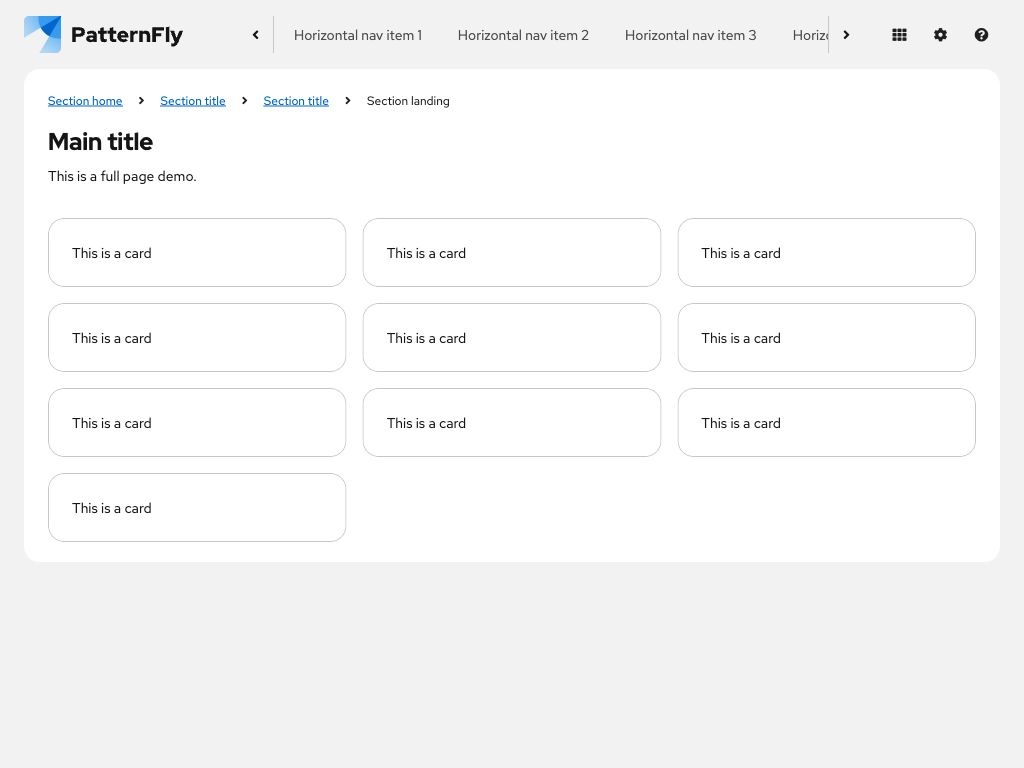 PatternFly
Horizontal nav item 1 Horizontal nav item 2 Horizontal nav item 3
Section home Section title Section title Section landing
Main title
This is a full page demo.
This is a card This is a card This is a card
This is a card This is a card This is a card
This is a card This is a card This is a card
This is a card